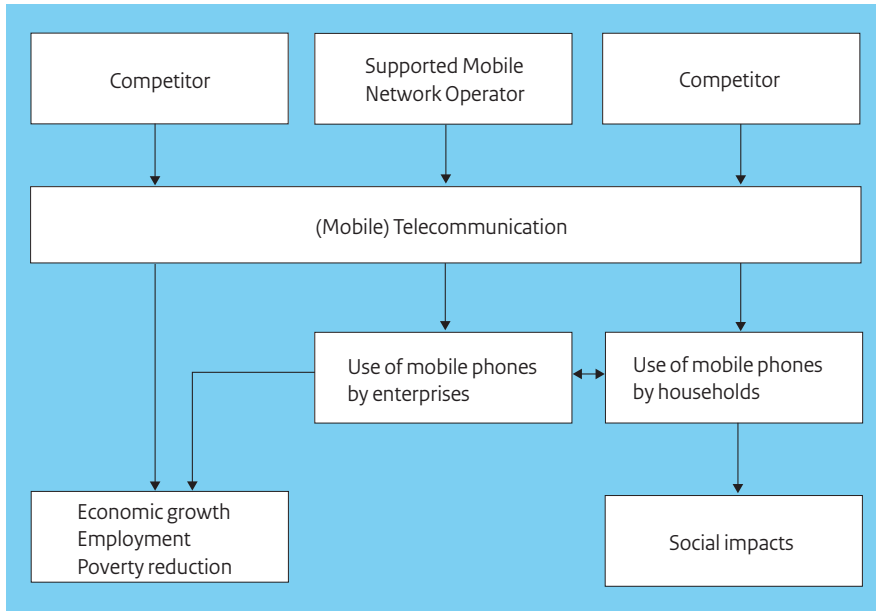 Competitor
Supported Mobile
Network Operator
Competitor
(Mobile) Telecommunication
Use of mobile phones
by enterprises
Use of mobile phones
by households
Economic growth
Employment
Poverty reduction
Social impacts